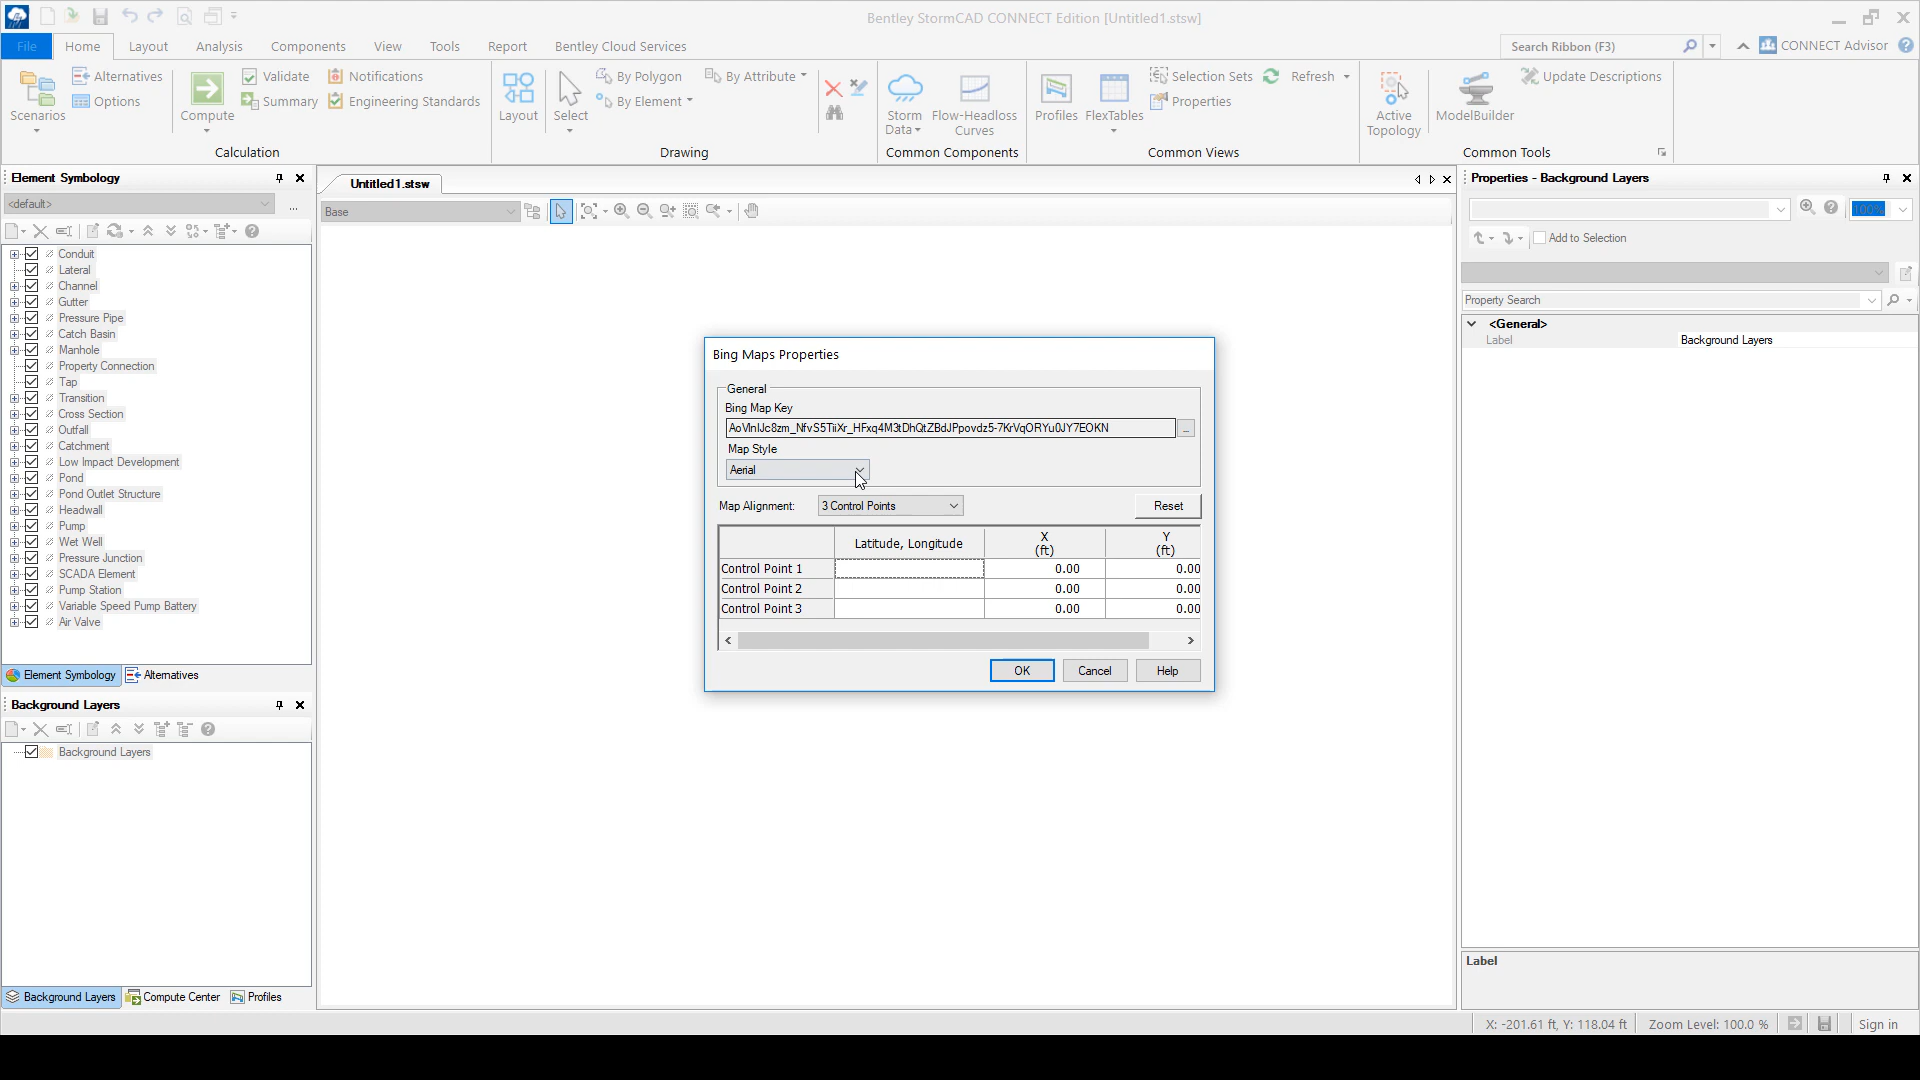 Bentley StormCAD CONNECT Edition [Untitled1.stsw]
File Home Layout Analysis Components View Tools Report Bentley Cloud Services Search Ribbon (F3) CONNECT Advisor
Scenarios
Alternatives
Options
Compute
Validate
Summary
Notifications
Engineering Standards
Calculation
Layout
Select
By Polygon
By Element
By Attribute
Drawing
Storm
Data
Flow-Headloss
Curves
Common Components
Profiles
FlexTables
Selection Sets
Properties
Refresh
Common Views
Active
Topology
ModelBuilder
Update Descriptions
Common Tools
Element Symbology
<default>
...
Conduit
Lateral
Channel
Gutter
Pressure Pipe
Catch Basin
Manhole
Property Connection
Tap
Transition
Cross Section
Outfall
Catchment
Low Impact Development
Pond
Pond Outlet Structure
Headwall
Pump
Wet Well
Pressure Junction
SCADA Element
Pump Station
Variable Speed Pump Battery
Air Valve
Element Symbology Alternatives
Background Layers
Background Layers
Background Layers Compute Center Profiles
Untitled1.stsw
Base
Bing Maps Properties
General
Bing Map Key
AoVlnIJc8zm_NfvS5TiiXr_HFxq4M3tDhQtZBdJPpovdz5-7KrVqORYu0JY7EOKN
...
Map Style
Aerial
Map Alignment: 3 Control Points Reset
Latitude, Longitude X (ft) Y (ft)
Control Point 1 0.00 0.00
Control Point 2 0.00 0.00
Control Point 3 0.00 0.00
OK Cancel Help
Properties - Background Layers
100%
Add to Selection
Property Search
<General>
Label Background Layers
Label
X: -201.61 ft, Y: 118.04 ft Zoom Level: 100.0 % Sign in